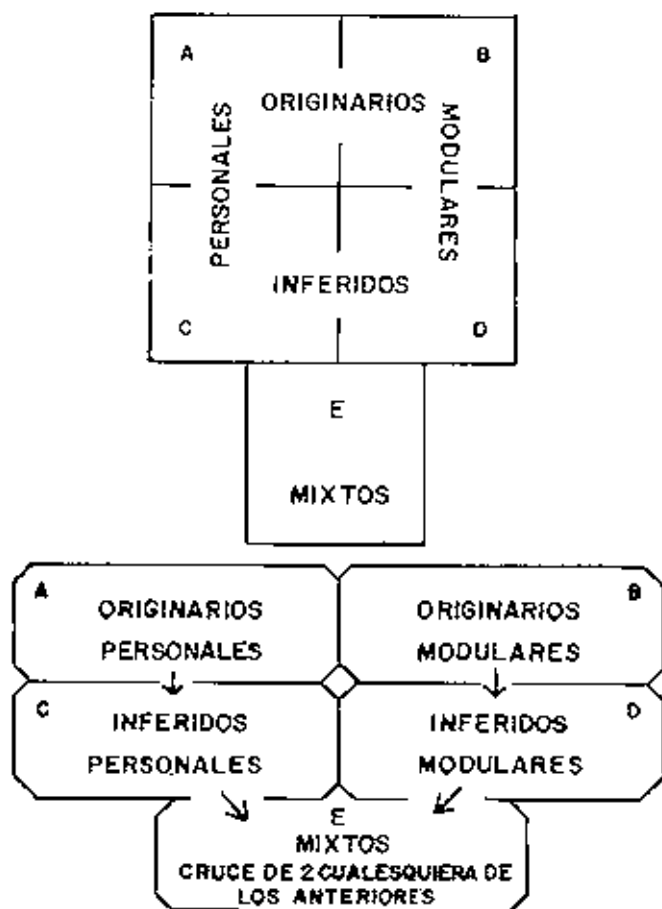 A B
ORIGINARIOS
PERSONALES
MODULARES
INFERIDOS
C D
E
MIXTOS
A
ORIGINARIOS
PERSONALES
B
ORIGINARIOS
MODULARES
C
INFERIDOS
PERSONALES
D
INFERIDOS
MODULARES
E
MIXTOS
CRUCE DE 2 CUALESQUIERA DE
LOS ANTERIORES